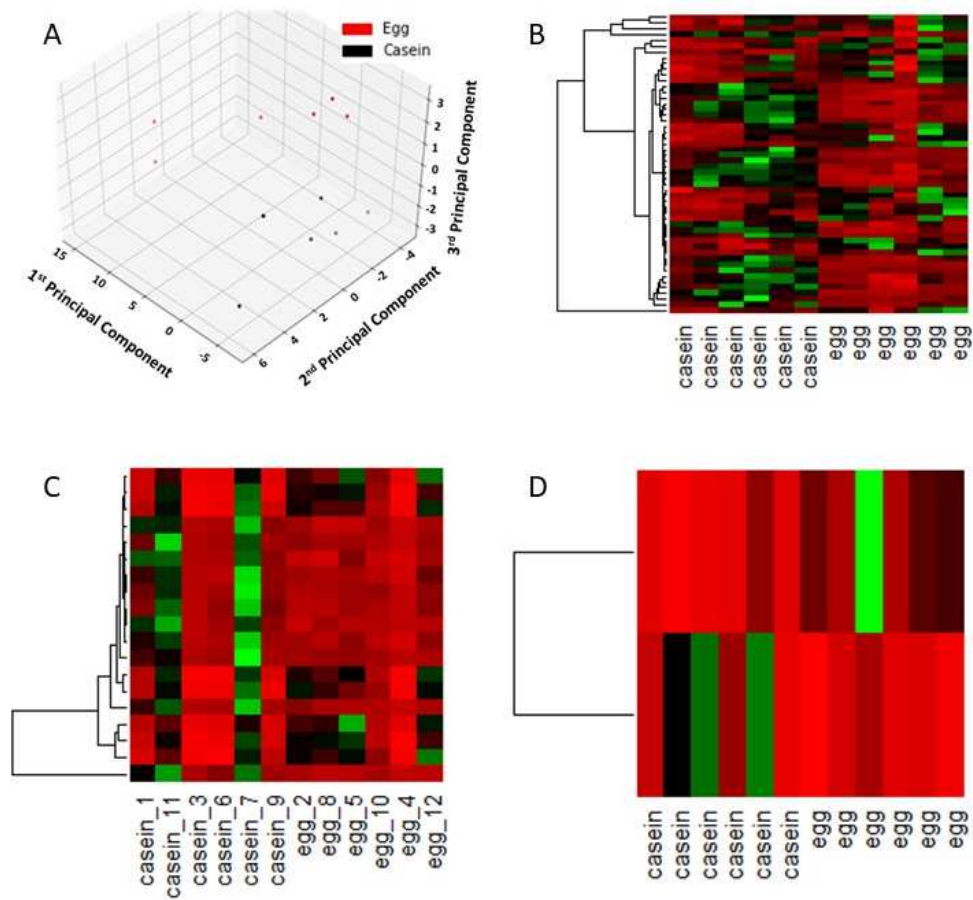 A
Egg
Casein
3
2
1
0
-1
-2
-3
3rd Principal Component
15
10
5
0
-5
1st Principal Component
6
4
2
0
-2
-4
2nd Principal Component
B
casein
casein
casein
casein
casein
casein
egg
egg
egg
egg
egg
egg
C
casein_1
casein_11
casein_3
casein_6
casein_7
casein_9
egg_2
egg_8
egg_5
egg_10
egg_4
egg_12
D
casein
casein
casein
casein
casein
casein
egg
egg
egg
egg
egg
egg